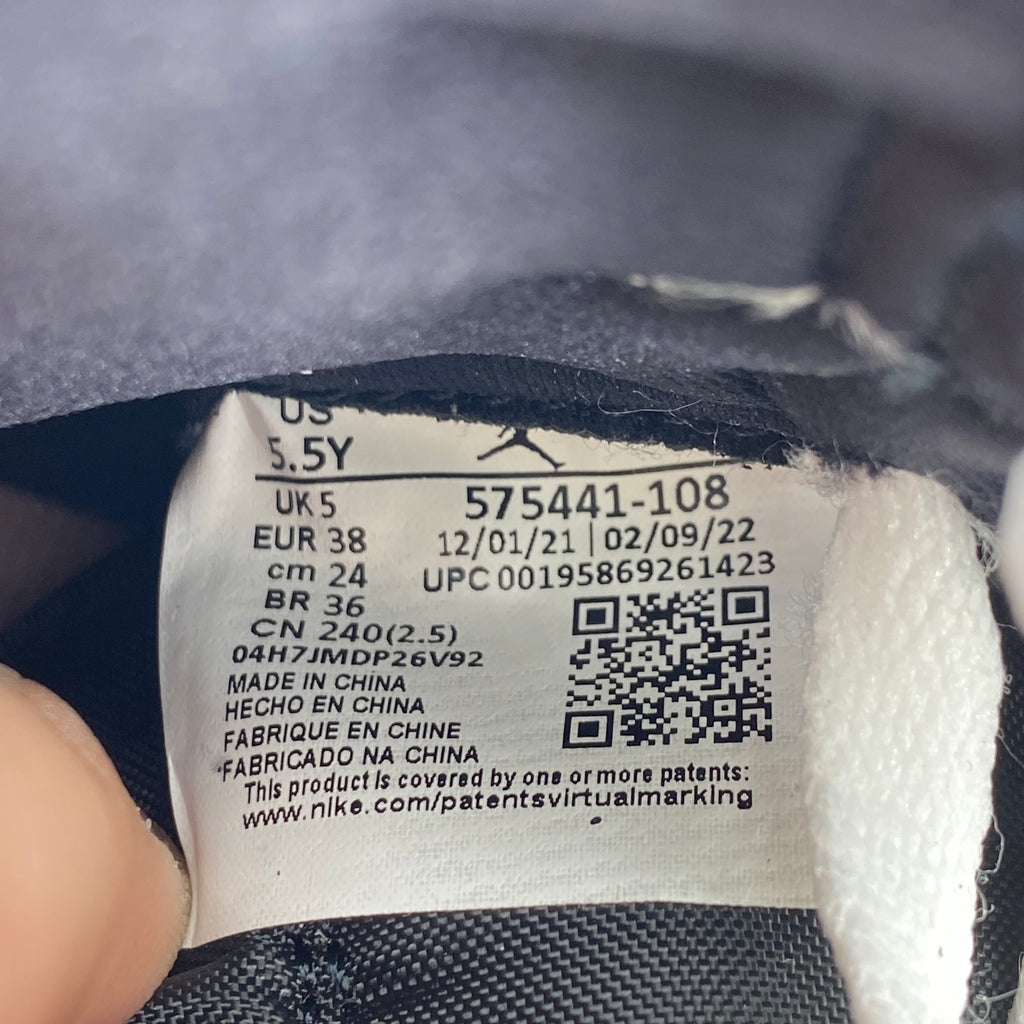 US
5.5Y
UK 5
575441-108
EUR 38
12/01/21 | 02/09/22
cm 24
UPC 00195869261423
BR 36
CN 240(2.5)
04H7JMDP26V92
MADE IN CHINA
HECHO EN CHINA
FABRIQUE EN CHINE
FABRICADO NA CHINA
This product is covered by one or more patents:
www.nike.com/patentsvirtualmarking